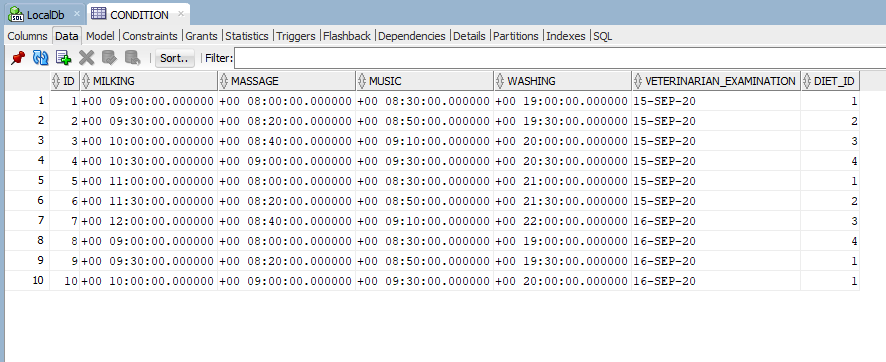 LocalDb CONDITION
Columns Data Model Constraints Grants Statistics Triggers Flashback Dependencies Details Partitions Indexes SQL
Sort.. Filter:
ID MILKING MASSAGE MUSIC WASHING VETERINARIAN_EXAMINATION DIET_ID
1 1 +00 09:00:00.000000 +00 08:00:00.000000 +00 08:30:00.000000 +00 19:00:00.000000 15-SEP-20 1
2 2 +00 09:30:00.000000 +00 08:20:00.000000 +00 08:50:00.000000 +00 19:30:00.000000 15-SEP-20 2
3 3 +00 10:00:00.000000 +00 08:40:00.000000 +00 09:10:00.000000 +00 20:00:00.000000 15-SEP-20 3
4 4 +00 10:30:00.000000 +00 09:00:00.000000 +00 09:30:00.000000 +00 20:30:00.000000 15-SEP-20 4
5 5 +00 11:00:00.000000 +00 08:00:00.000000 +00 08:30:00.000000 +00 21:00:00.000000 15-SEP-20 1
6 6 +00 11:30:00.000000 +00 08:20:00.000000 +00 08:50:00.000000 +00 21:30:00.000000 15-SEP-20 2
7 7 +00 12:00:00.000000 +00 08:40:00.000000 +00 09:10:00.000000 +00 22:00:00.000000 16-SEP-20 3
8 8 +00 09:00:00.000000 +00 08:00:00.000000 +00 08:30:00.000000 +00 19:00:00.000000 16-SEP-20 4
9 9 +00 09:30:00.000000 +00 08:20:00.000000 +00 08:50:00.000000 +00 19:30:00.000000 16-SEP-20 1
10 10 +00 10:00:00.000000 +00 09:00:00.000000 +00 09:30:00.000000 +00 20:00:00.000000 16-SEP-20 1